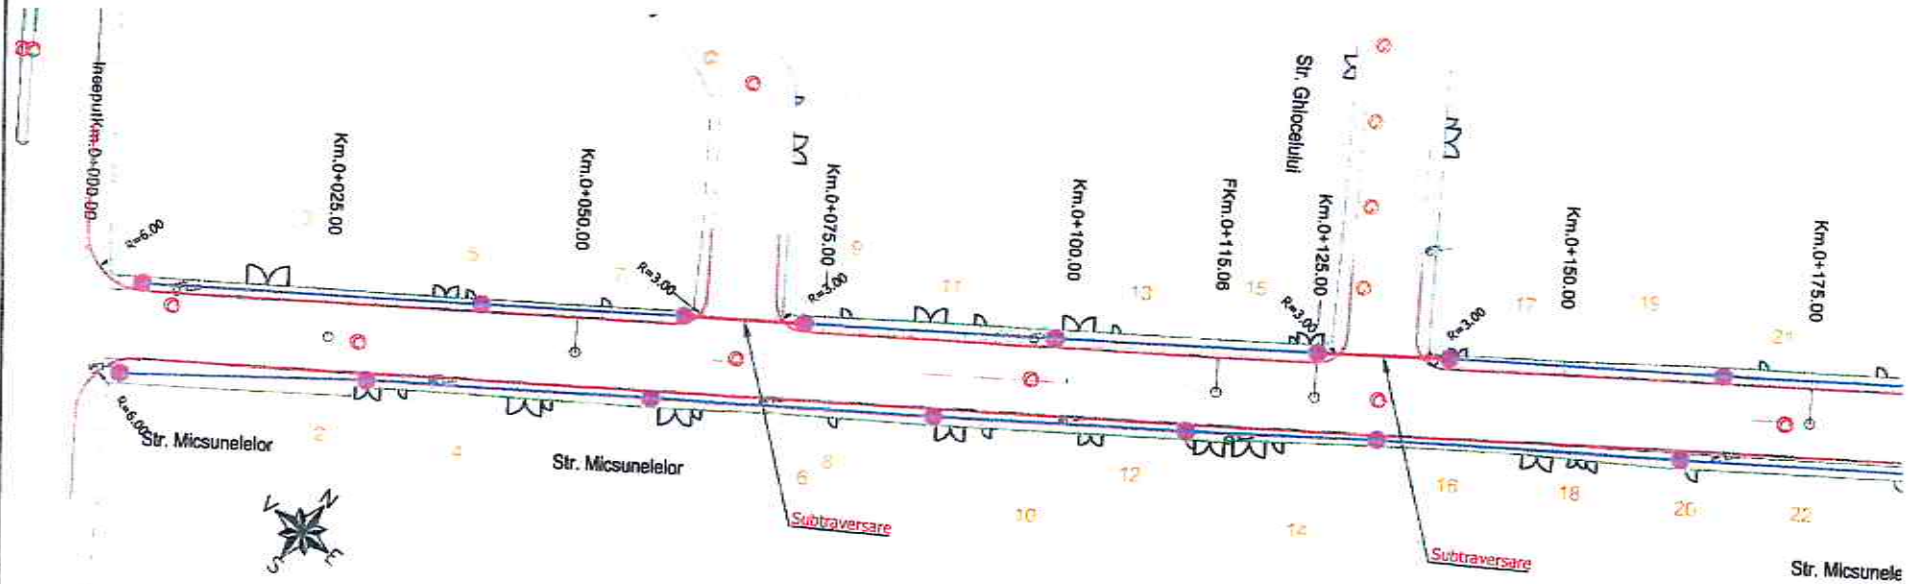 InceputKm.0+000.00
R=6.00
3
Km.0+025.00
5
Km.0+050.00
7
R=3.00
Km.0+075.00
R=3.00
9
11
Km.0+100.00
13
FKm.0+115.06
15
Str. Ghiocelului
Km.0+125.00
R=3.00
R=3.00
17
Km.0+150.00
19
21
Km.0+175.00
R=6.00
Str. Micsunelelor
2
4
Str. Micsunelelor
6
8
10
12
14
16
18
20
22
Subtraversare
Subtraversare
Str. Micsunele
V
N
S
E